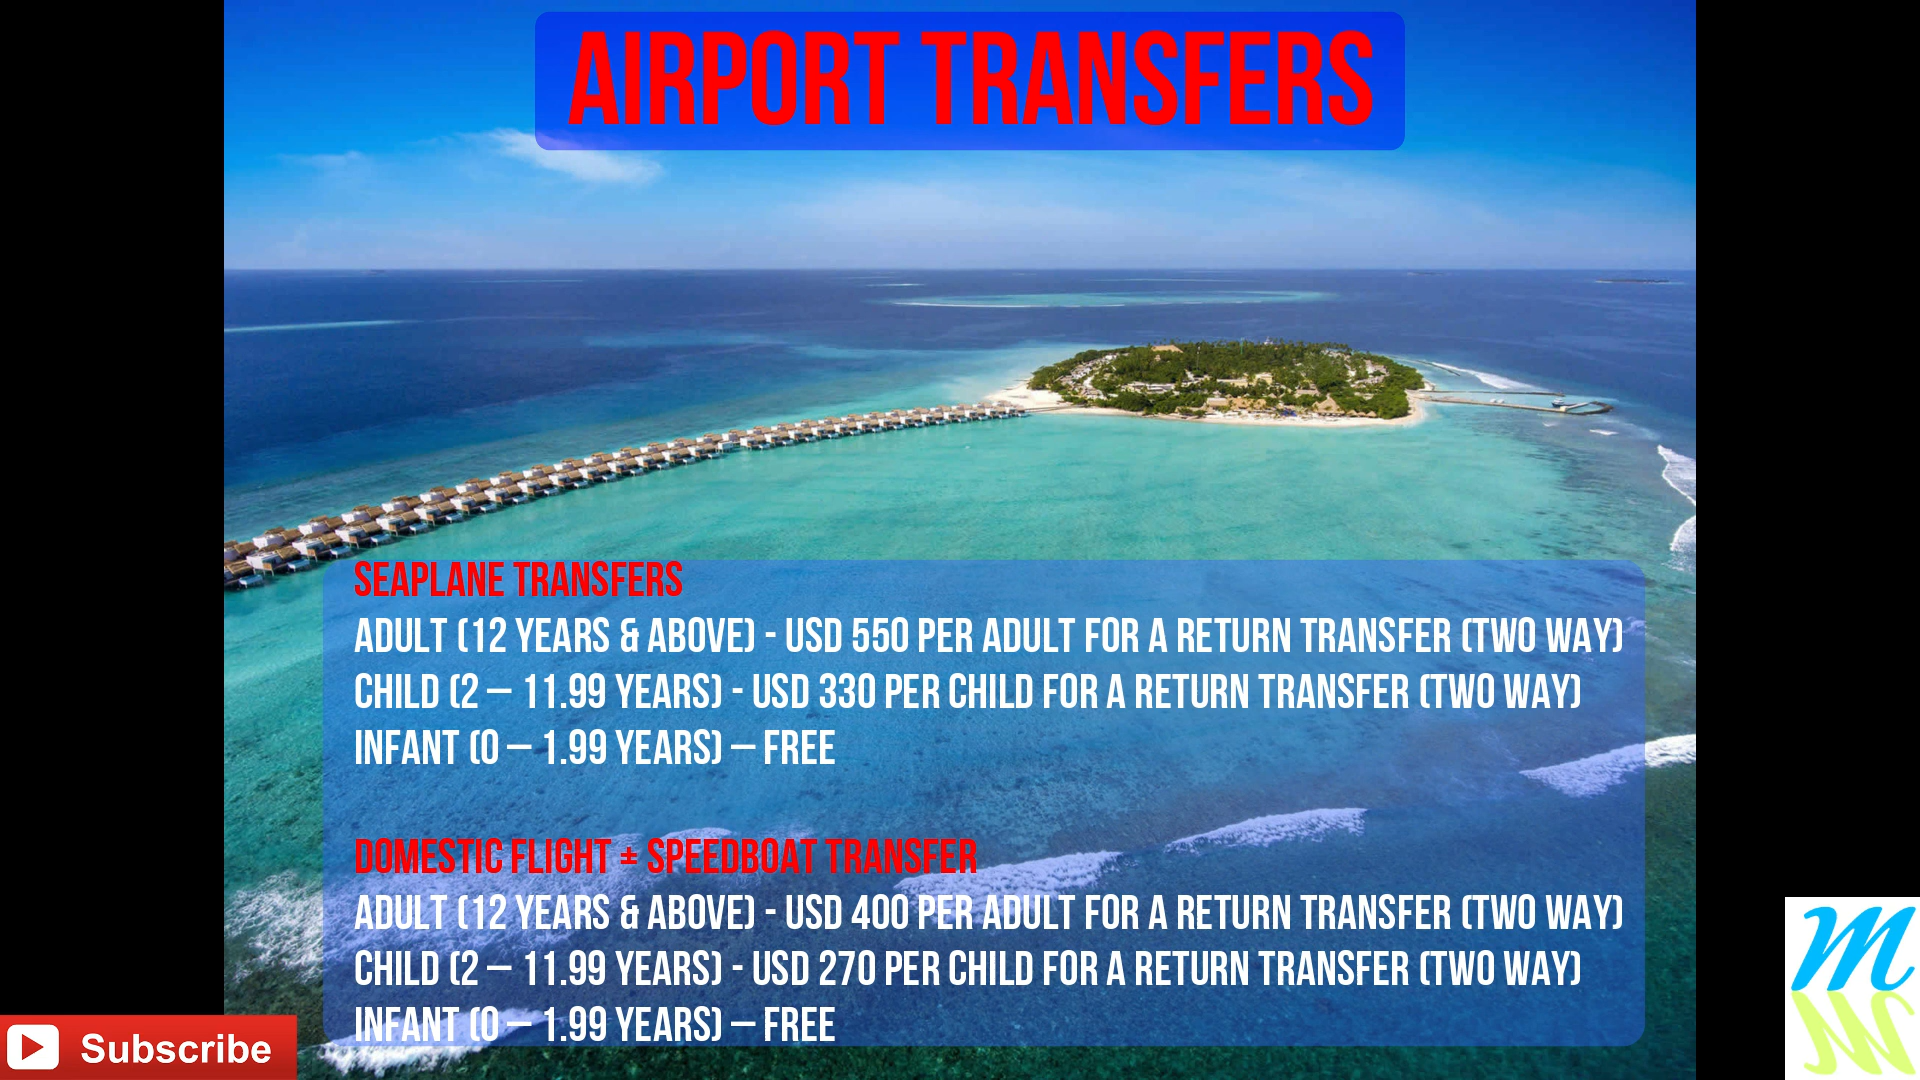 AIRPORT TRANSFERS
SEAPLANE TRANSFERS
ADULT (12 YEARS & ABOVE) - USD 550 PER ADULT FOR A RETURN TRANSFER (TWO WAY)
CHILD (2 – 11.99 YEARS) - USD 330 PER CHILD FOR A RETURN TRANSFER (TWO WAY)
INFANT (0 – 1.99 YEARS) – FREE
DOMESTIC FLIGHT ± SPEEDBOAT TRANSFER
ADULT (12 YEARS & ABOVE) - USD 400 PER ADULT FOR A RETURN TRANSFER (TWO WAY)
CHILD (2 – 11.99 YEARS) - USD 270 PER CHILD FOR A RETURN TRANSFER (TWO WAY)
INFANT (0 – 1.99 YEARS) – FREE
Subscribe
M